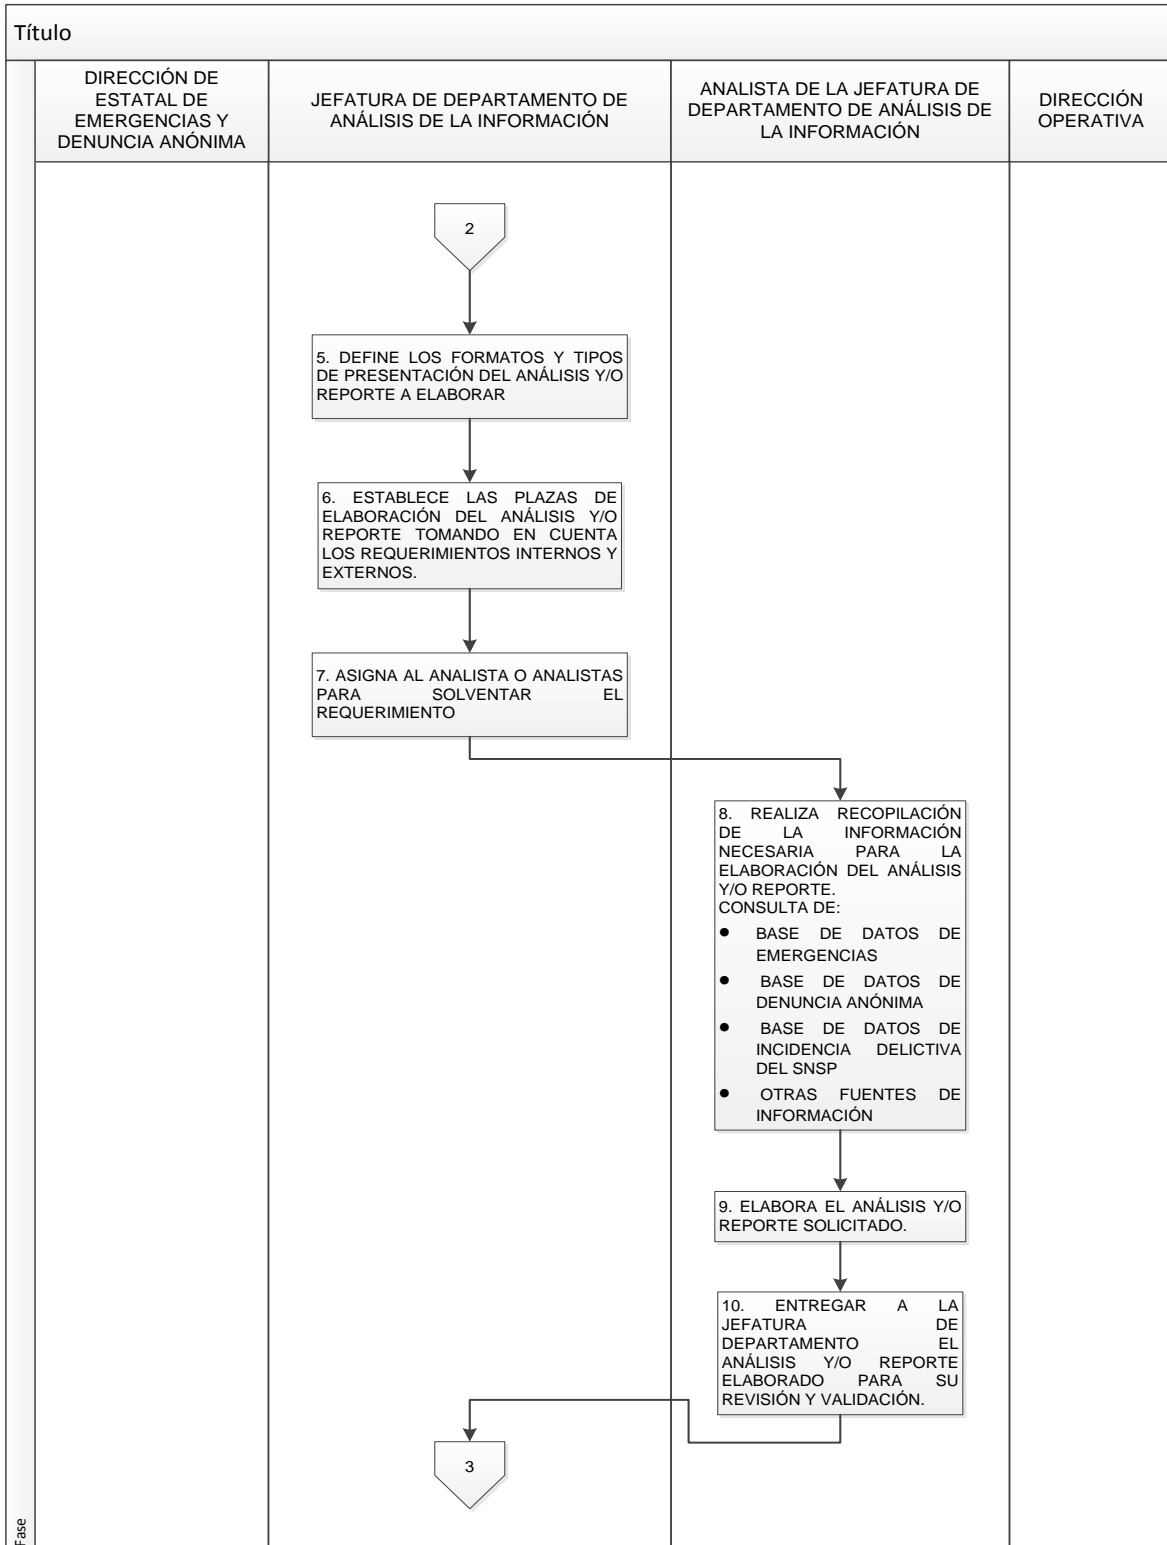 Título
DIRECCIÓN DE
ESTATAL DE
EMERGENCIAS Y
DENUNCIA ANÓNIMA
JEFATURA DE DEPARTAMENTO DE
ANÁLISIS DE LA INFORMACIÓN
ANALISTA DE LA JEFATURA DE
DEPARTAMENTO DE ANÁLISIS DE
LA INFORMACIÓN
DIRECCIÓN
OPERATIVA
2
5. DEFINE LOS FORMATOS Y TIPOS
DE PRESENTACIÓN DEL ANÁLISIS Y/O
REPORTE A ELABORAR
6. ESTABLECE LAS PLAZAS DE
ELABORACIÓN DEL ANÁLISIS Y/O
REPORTE TOMANDO EN CUENTA
LOS REQUERIMIENTOS INTERNOS Y
EXTERNOS.
7. ASIGNA AL ANALISTA O ANALISTAS
PARA SOLVENTAR EL
REQUERIMIENTO
8. REALIZA RECOPILACIÓN
DE LA INFORMACIÓN
NECESARIA PARA LA
ELABORACIÓN DEL ANÁLISIS
Y/O REPORTE.
CONSULTA DE:
● BASE DE DATOS DE
EMERGENCIAS
● BASE DE DATOS DE
DENUNCIA ANÓNIMA
● BASE DE DATOS DE
INCIDENCIA DELICTIVA
DEL SNSP
● OTRAS FUENTES DE
INFORMACIÓN
9. ELABORA EL ANÁLISIS Y/O
REPORTE SOLICITADO.
10. ENTREGAR A LA
JEFATURA DE
DEPARTAMENTO EL
ANÁLISIS Y/O REPORTE
ELABORADO PARA SU
REVISIÓN Y VALIDACIÓN.
3
Fase